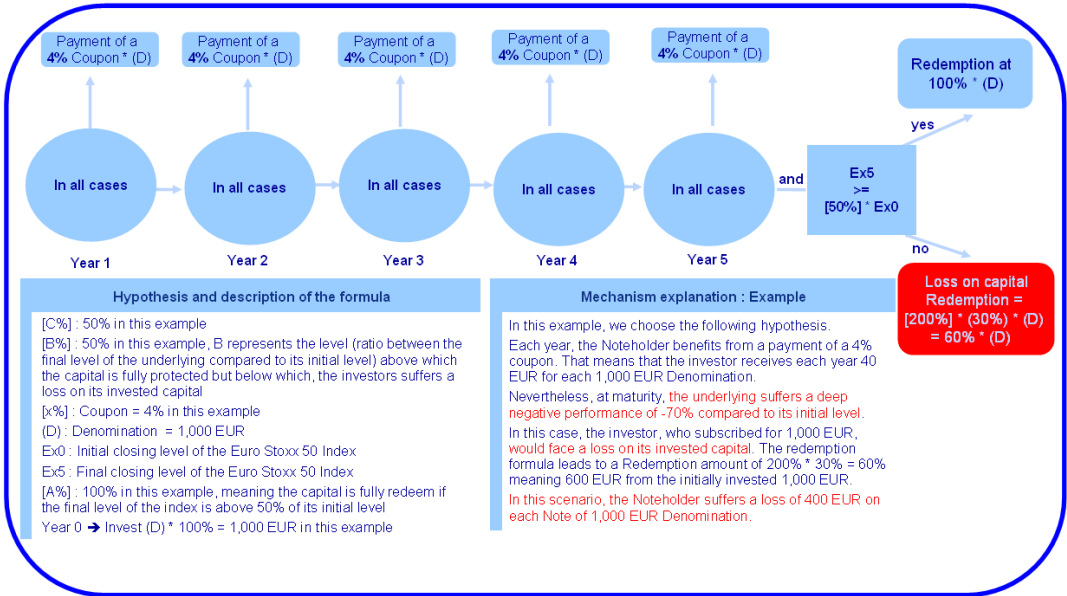 Payment of a
4% Coupon * (D)
Payment of a
4% Coupon * (D)
Payment of a
4% Coupon * (D)
Payment of a
4% Coupon * (D)
Payment of a
4% Coupon * (D)
Redemption at
100% * (D)
yes
In all cases
In all cases
In all cases
In all cases
In all cases
and
Ex5
>=
[50%] * Ex0
no
Year 1
Year 2
Year 3
Year 4
Year 5
Loss on capital
Redemption =
[200%] * (30%) * (D)
= 60% * (D)
Hypothesis and description of the formula
[C%] : 50% in this example
[B%] : 50% in this example, B represents the level (ratio between the
final level of the underlying compared to its initial level) above which
the capital is fully protected but below which, the investors suffers a
loss on its invested capital
[x%] : Coupon = 4% in this example
(D) : Denomination = 1,000 EUR
Ex0 : Initial closing level of the Euro Stoxx 50 Index
Ex5 : Final closing level of the Euro Stoxx 50 Index
[A%] : 100% in this example, meaning the capital is fully redeem if
the final level of the index is above 50% of its initial level
Year 0 ➔ Invest (D) * 100% = 1,000 EUR in this example
Mechanism explanation : Example
In this example, we choose the following hypothesis.
Each year, the Noteholder benefits from a payment of a 4%
coupon. That means that the investor receives each year 40
EUR for each 1,000 EUR Denomination.
Nevertheless, at maturity, the underlying suffers a deep
negative performance of -70% compared to its initial level.
In this case, the investor, who subscribed for 1,000 EUR,
would face a loss on its invested capital. The redemption
formula leads to a Redemption amount of 200% * 30% = 60%
meaning 600 EUR from the initially invested 1,000 EUR.
In this scenario, the Noteholder suffers a loss of 400 EUR on
each Note of 1,000 EUR Denomination.